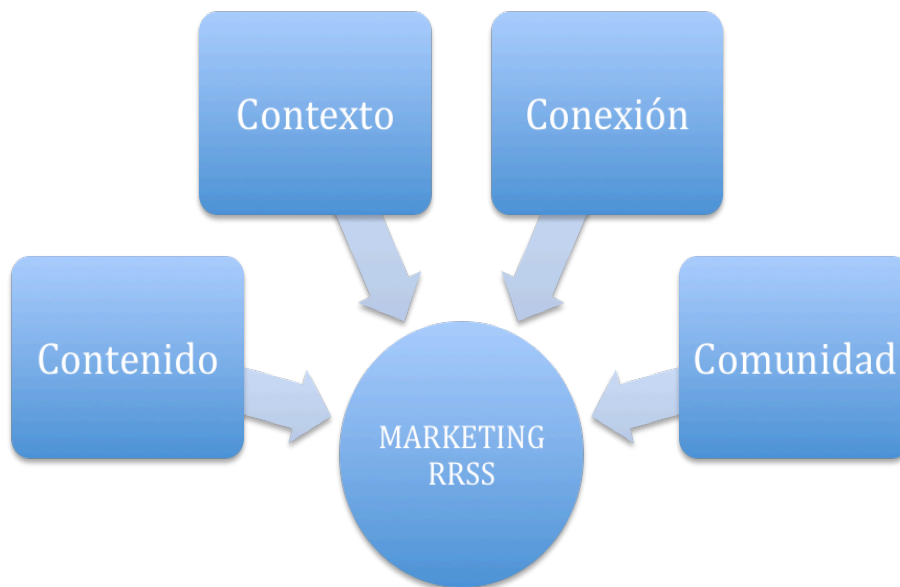 Contexto
Conexión
Contenido
Comunidad
MARKETING
RRSS